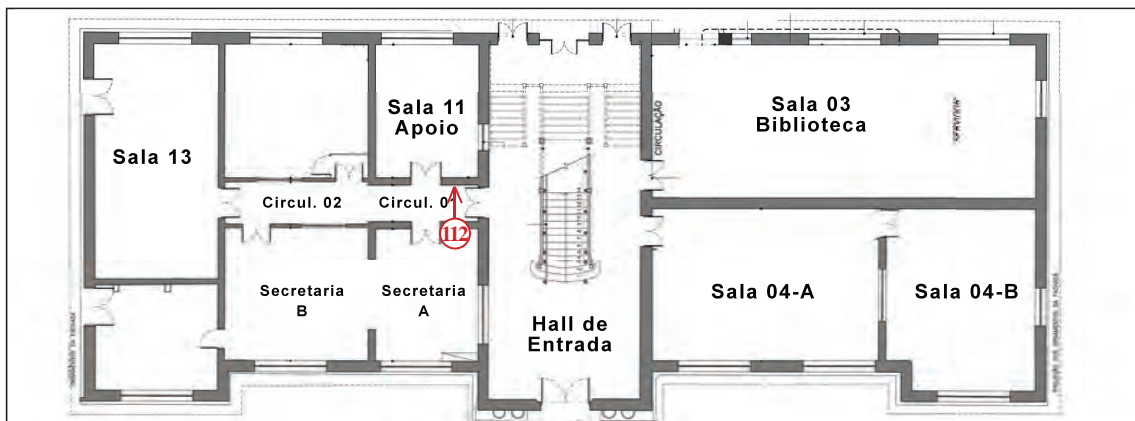 Sala 11
Apoio
Sala 03
Biblioteca
CIRCULAÇÃO
Sala 13
Circul. 02
Circul. 0
112
Secretaria
B
Secretaria
A
Sala 04-A
Sala 04-B
Hall de
Entrada